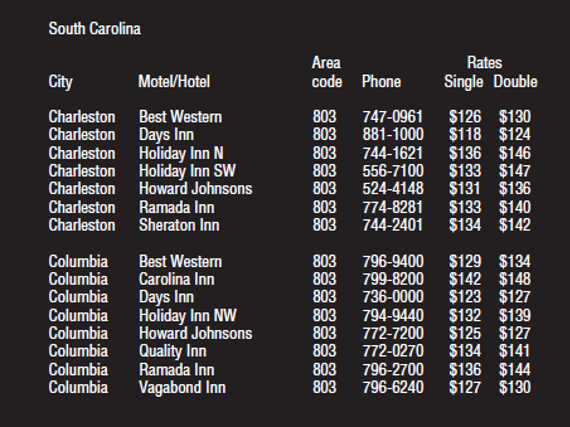 South Carolina
Area Rates
City Motel/Hotel code Phone Single Double
Charleston Best Western 803 747-0961 $126 $130
Charleston Days Inn 803 881-1000 $118 $124
Charleston Holiday Inn N 803 744-1621 $136 $146
Charleston Holiday Inn SW 803 556-7100 $133 $147
Charleston Howard Johnsons 803 524-4148 $131 $136
Charleston Ramada Inn 803 774-8281 $133 $140
Charleston Sheraton Inn 803 744-2401 $134 $142
Columbia Best Western 803 796-9400 $129 $134
Columbia Carolina Inn 803 799-8200 $142 $148
Columbia Days Inn 803 736-0000 $123 $127
Columbia Holiday Inn NW 803 794-9440 $132 $139
Columbia Howard Johnsons 803 772-7200 $125 $127
Columbia Quality Inn 803 772-0270 $134 $141
Columbia Ramada Inn 803 796-2700 $136 $144
Columbia Vagabond Inn 803 796-6240 $127 $130